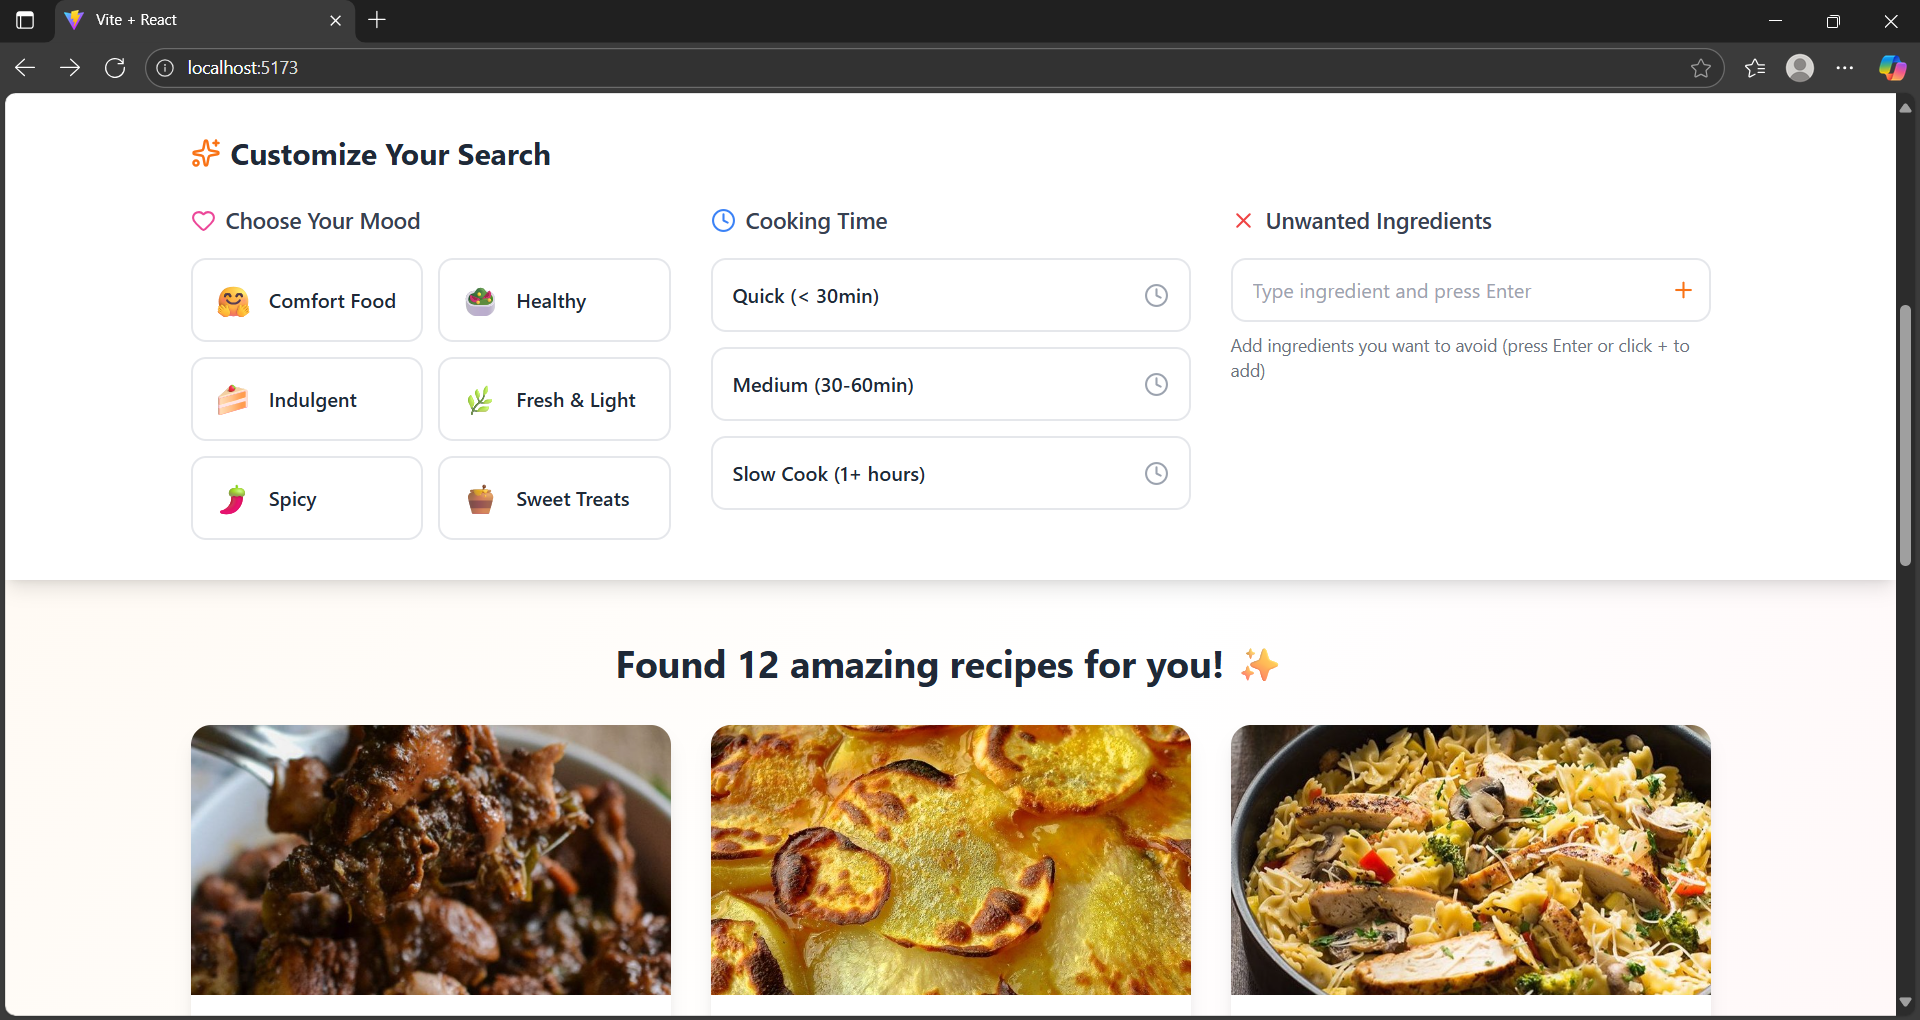 Vite + React
localhost:5173
Customize Your Search
Choose Your Mood
Comfort Food
Healthy
Indulgent
Fresh & Light
Spicy
Sweet Treats
Cooking Time
Quick (< 30min)
Medium (30-60min)
Slow Cook (1+ hours)
Unwanted Ingredients
Type ingredient and press Enter
Add ingredients you want to avoid (press Enter or click + to
add)
Found 12 amazing recipes for you! ✨